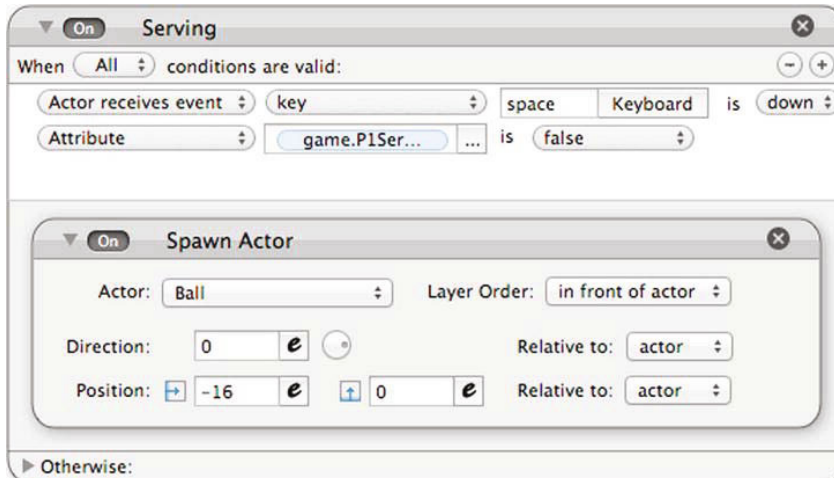 On Serving
When All conditions are valid:
Actor receives event key space Keyboard is down
Attribute game.P1Ser... ... is false
On Spawn Actor
Actor: Ball Layer Order: in front of actor
Direction: 0 e Relative to: actor
Position: -16 e 0 e Relative to: actor
Otherwise: